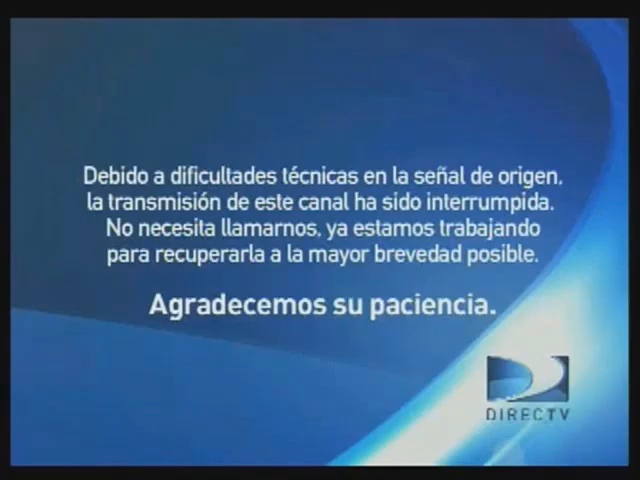 Debido a dificultades técnicas en la señal de origen,
la transmisión de este canal ha sido interrumpida.
No necesita llamarnos, ya estamos trabajando
para recuperarla a la mayor brevedad posible.
Agradecemos su paciencia.
DIRECTV